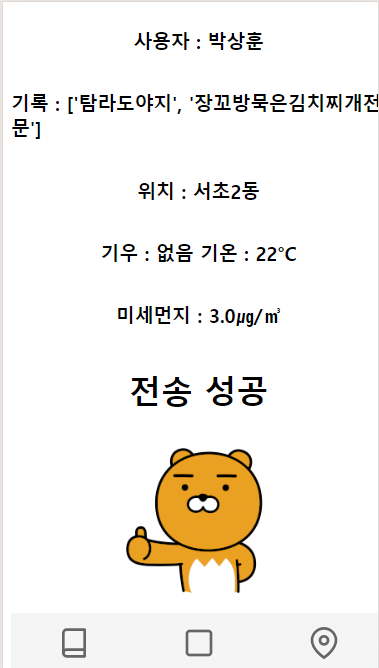 사용자 : 박상훈
기록 : ['탐라도야지', '장꼬방묵은김치찌개전
문']
위치 : 서초2동
기우 : 없음 기온 : 22°C
미세먼지 : 3.0㎍/㎥
전송 성공